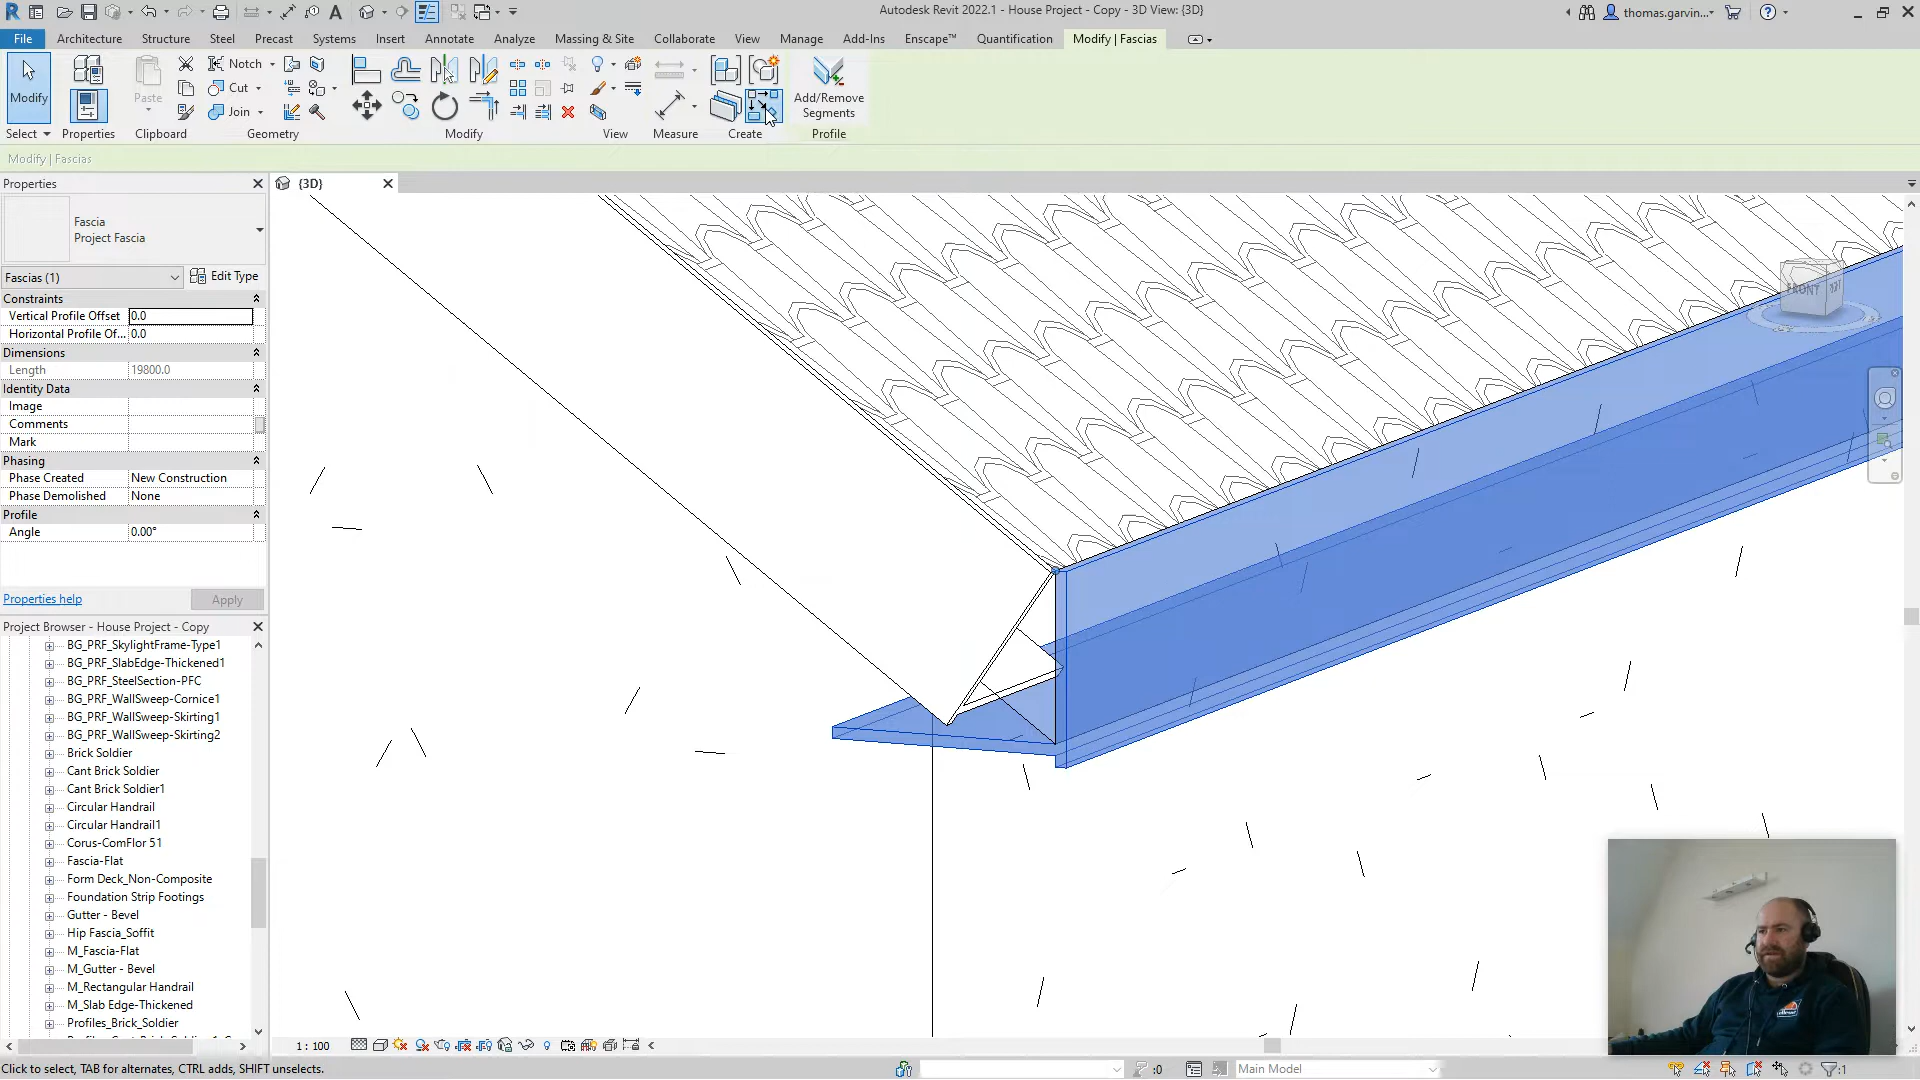 Autodesk Revit 2022.1 - House Project - Copy - 3D View: {3D}
thomas.garvin...
File Architecture Structure Steel Precast Systems Insert Annotate Analyze Massing & Site Collaborate View Manage Add-Ins Enscape™ Quantification Modify | Fascias
Modify
Paste
Notch
Cut
Join
Add/Remove
Segments
Select Properties Clipboard Geometry Modify View Measure Create Profile
Modify | Fascias
Properties
{3D}
Fascia
Project Fascia
Fascias (1) Edit Type
Constraints
Vertical Profile Offset 0.0
Horizontal Profile Of... 0.0
Dimensions
Length 19800.0
Identity Data
Image
Comments
Mark
Phasing
Phase Created New Construction
Phase Demolished None
Profile
Angle 0.00°
Properties help Apply
FRONT
Project Browser - House Project - Copy
BG_PRF_SkylightFrame-Type1
BG_PRF_SlabEdge-Thickened1
BG_PRF_SteelSection-PFC
BG_PRF_WallSweep-Cornice1
BG_PRF_WallSweep-Skirting1
BG_PRF_WallSweep-Skirting2
Brick Soldier
Cant Brick Soldier
Cant Brick Soldier1
Circular Handrail
Circular Handrail1
Corus-ComFlor 51
Fascia-Flat
Form Deck_Non-Composite
Foundation Strip Footings
Gutter - Bevel
Hip Fascia_Soffit
M_Fascia-Flat
M_Gutter - Bevel
M_Rectangular Handrail
M_Slab Edge-Thickened
Profiles_Brick_Soldier
1 : 100
Click to select, TAB for alternates, CTRL adds, SHIFT unselects.
:0
Main Model
:1